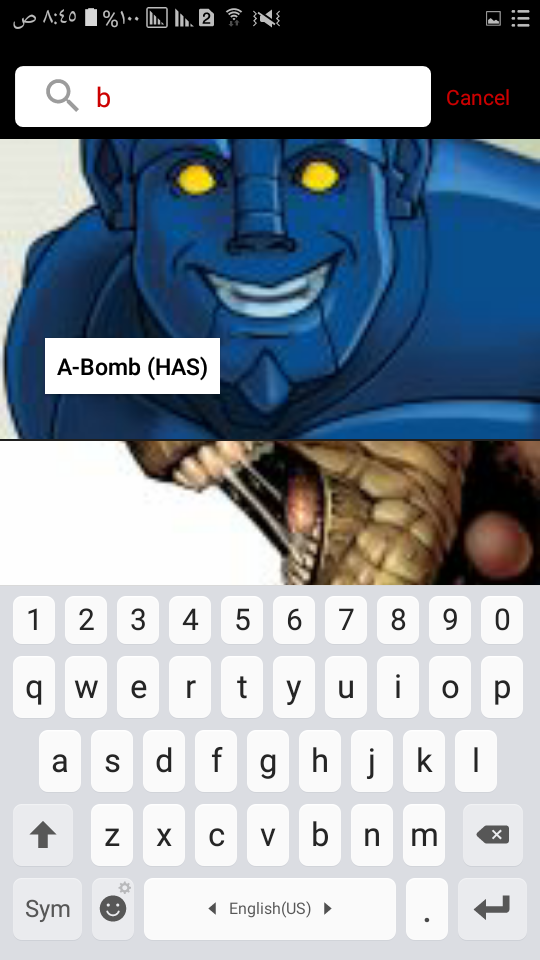 ص ٨:٤٥ %١٠٠ 2
b
Cancel
A-Bomb (HAS)
1 2 3 4 5 6 7 8 9 0
q w e r t y u i o p
a s d f g h j k l
z x c v b n m
Sym English(US) .